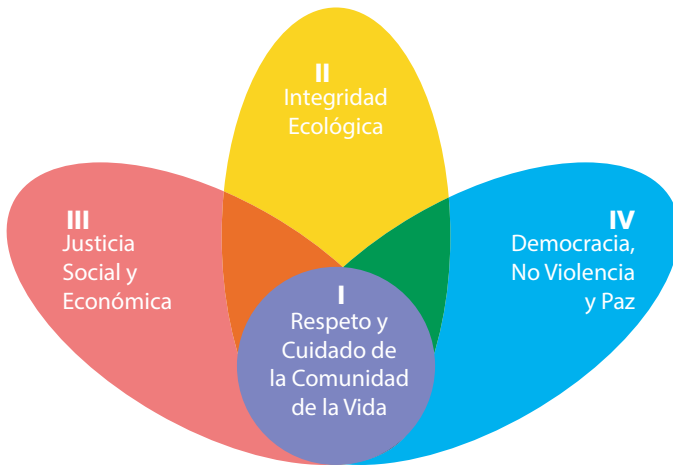 II
Integridad
Ecológica
III
Justicia
Social y
Económica
IV
Democracia,
No Violencia
y Paz
I
Respeto y
Cuidado de
la Comunidad
de la Vida